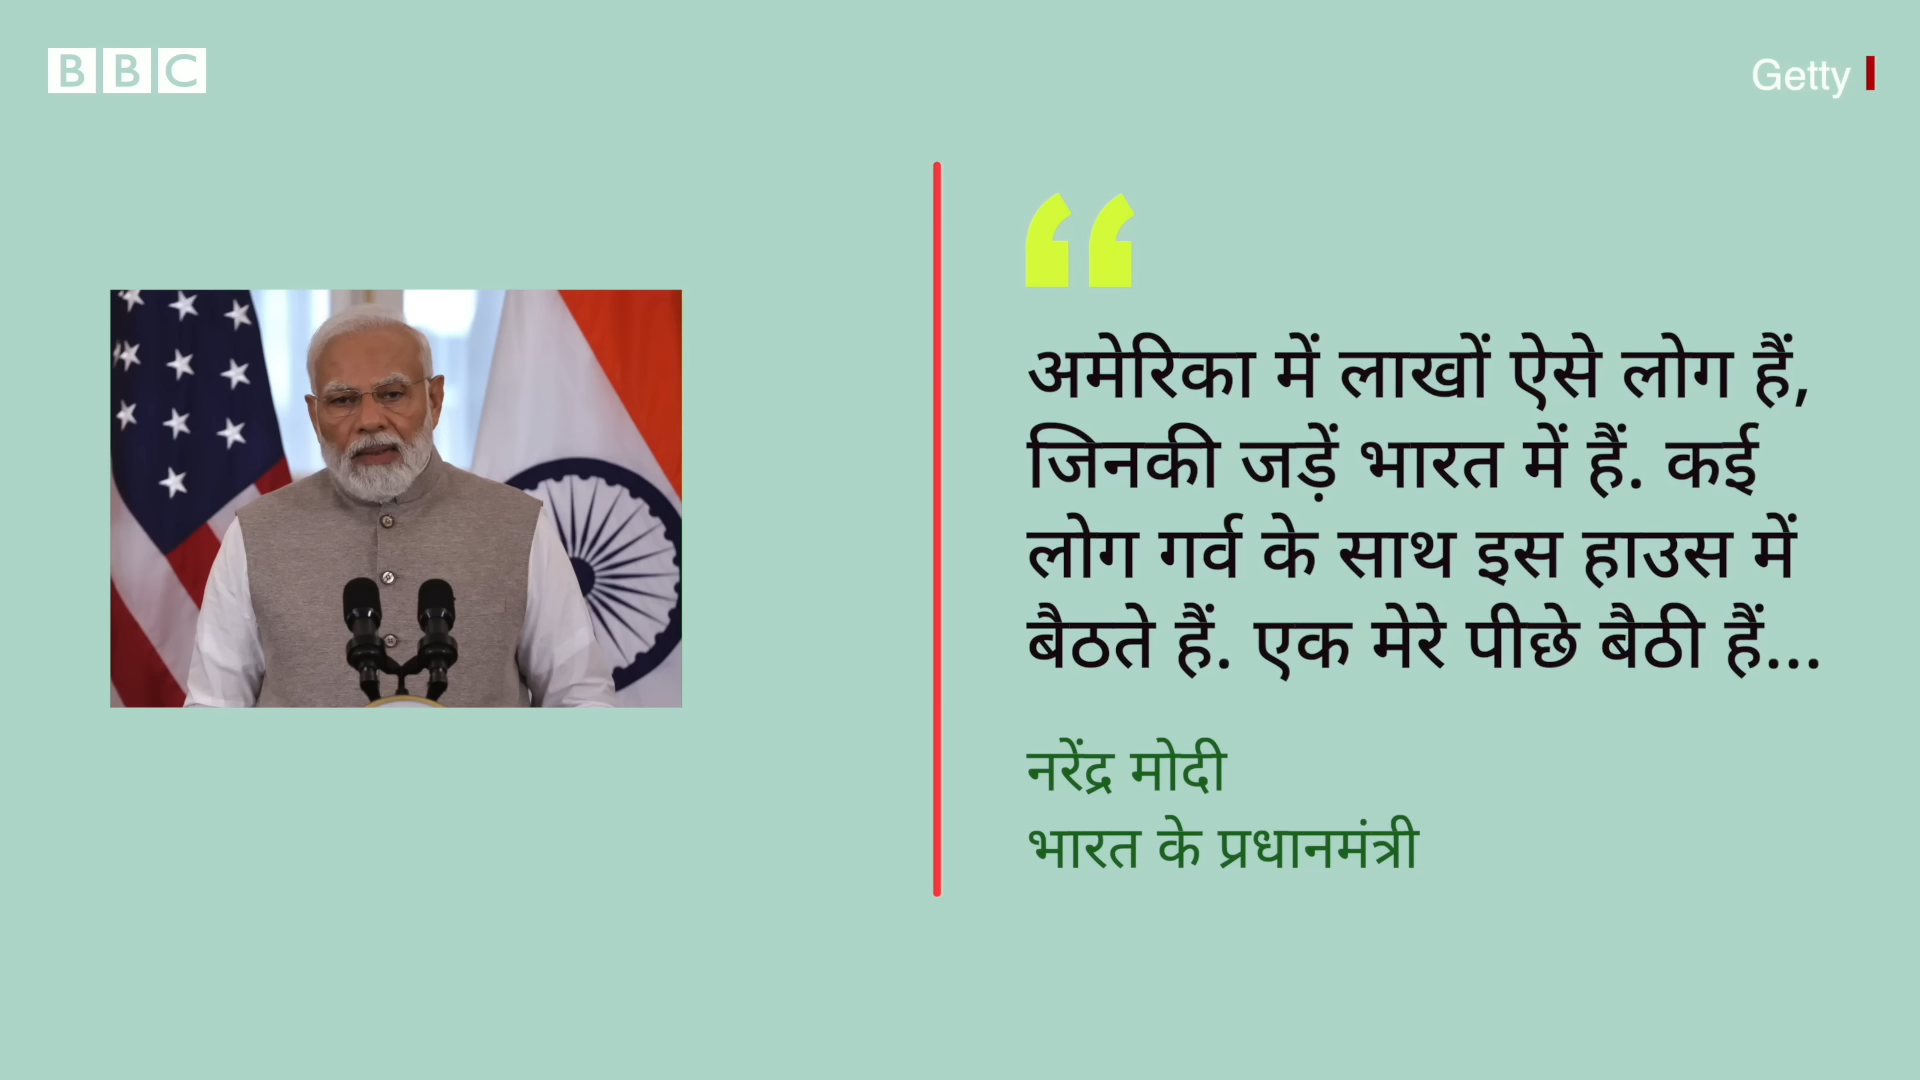 BBC
Getty
अमेरिका में लाखों ऐसे लोग हैं,
जिनकी जड़ें भारत में हैं. कई
लोग गर्व के साथ इस हाउस में
बैठते हैं. एक मेरे पीछे बैठी हैं...
नरेंद्र मोदी
भारत के प्रधानमंत्री